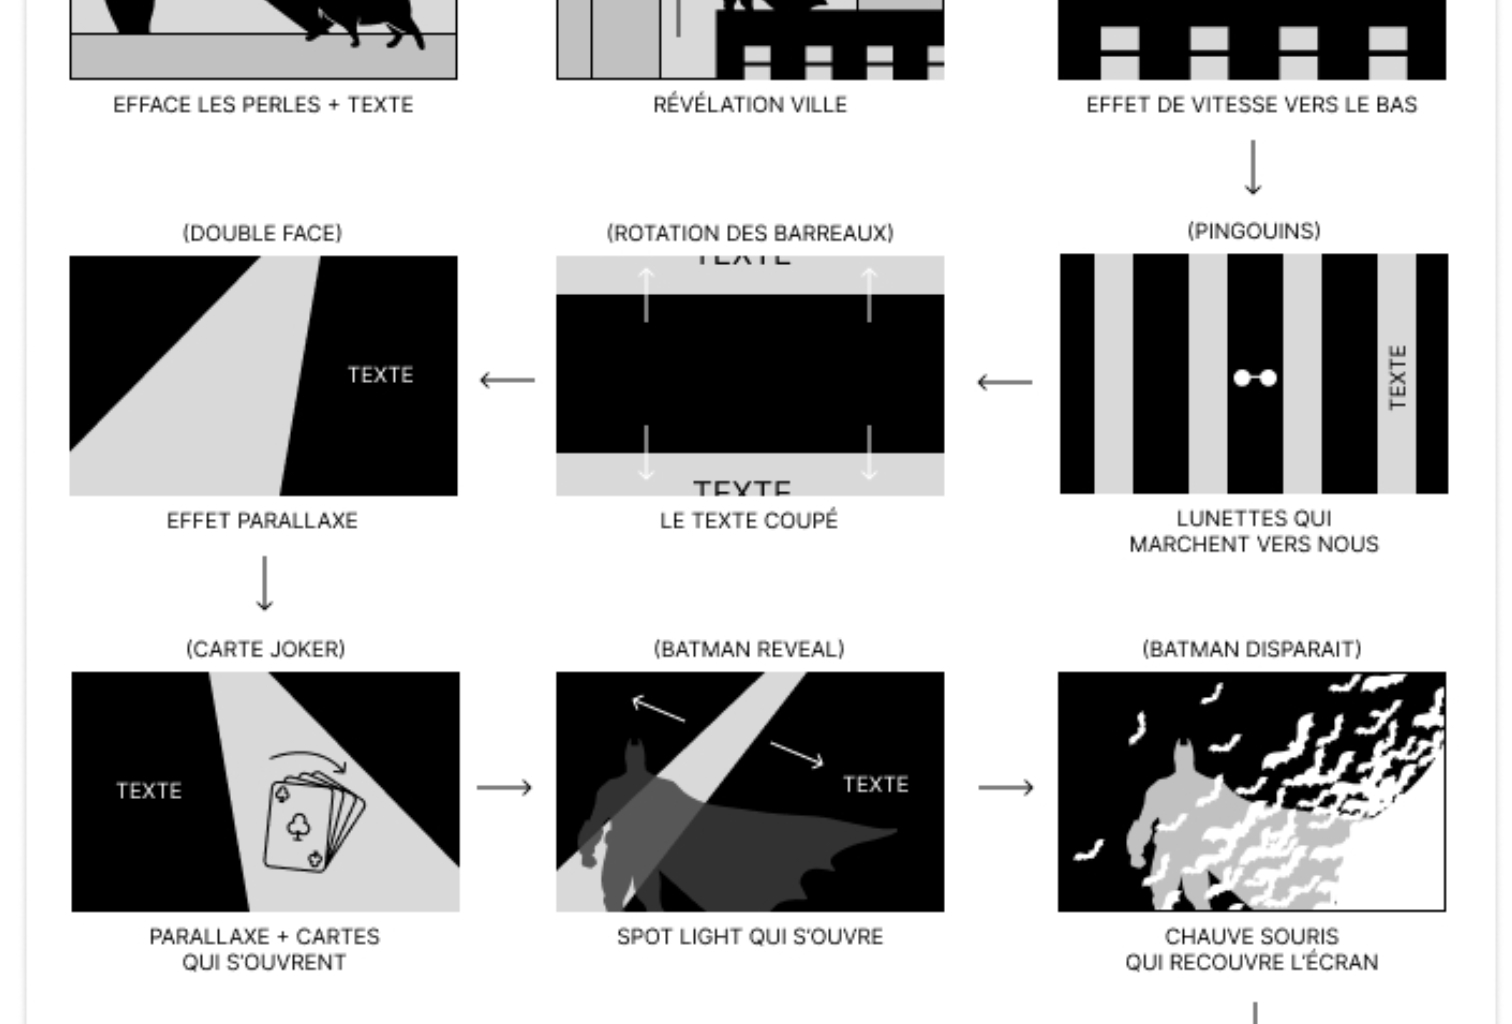 EFFACE LES PERLES + TEXTE
RÉVÉLATION VILLE
EFFET DE VITESSE VERS LE BAS
(DOUBLE FACE)
(ROTATION DES BARREAUX)
(PINGOUINS)
TEXTE
TEXTE
TEXTE
TEXTE
EFFET PARALLAXE
LE TEXTE COUPÉ
LUNETTES QUI
MARCHENT VERS NOUS
(CARTE JOKER)
(BATMAN REVEAL)
(BATMAN DISPARAIT)
TEXTE
TEXTE
PARALLAXE + CARTES
QUI S'OUVRENT
SPOT LIGHT QUI S'OUVRE
CHAUVE SOURIS
QUI RECOUVRE L'ÉCRAN